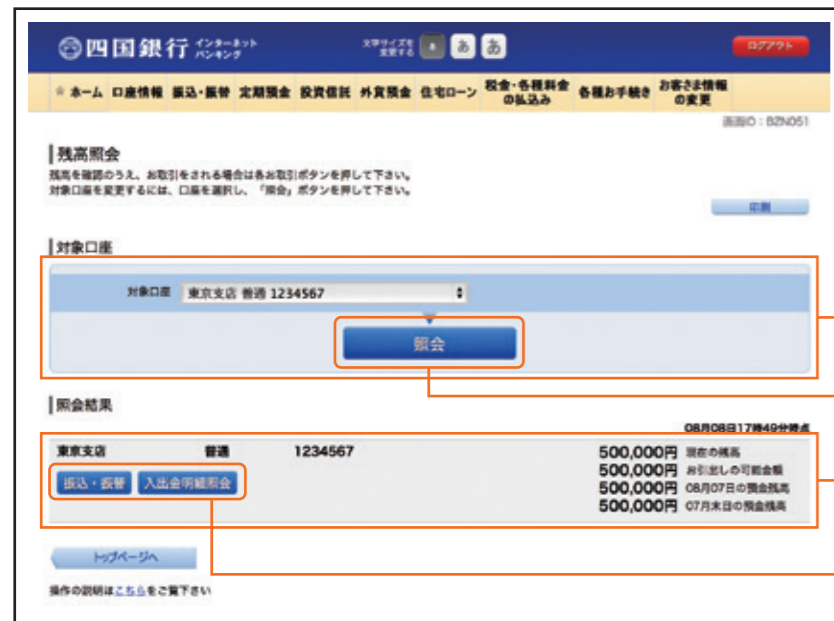 四国銀行 インターネットバンキング
文字サイズを変更する あ あ
ログアウト
ホーム 口座情報 振込・振替 定期預金 投資信託 外貨預金 住宅ローン 税金・各種料金の払込み 各種お手続き お客さま情報の変更
画面ID：BZN051
残高照会
残高を確認のうえ、お取引をされる場合は各お取引ボタンを押して下さい。
対象口座を変更するには、口座を選択し、「照会」ボタンを押して下さい。
印刷
対象口座
対象口座 東京支店 普通 1234567
照会
照会結果
08月08日17時49分時点
東京支店 普通 1234567 500,000円 現在の残高
500,000円 お引出しの可能金額
振込・振替 入出金明細照会 500,000円 08月07日の預金残高
500,000円 07月末日の預金残高
トップページへ
操作の説明はこちらをご覧下さい